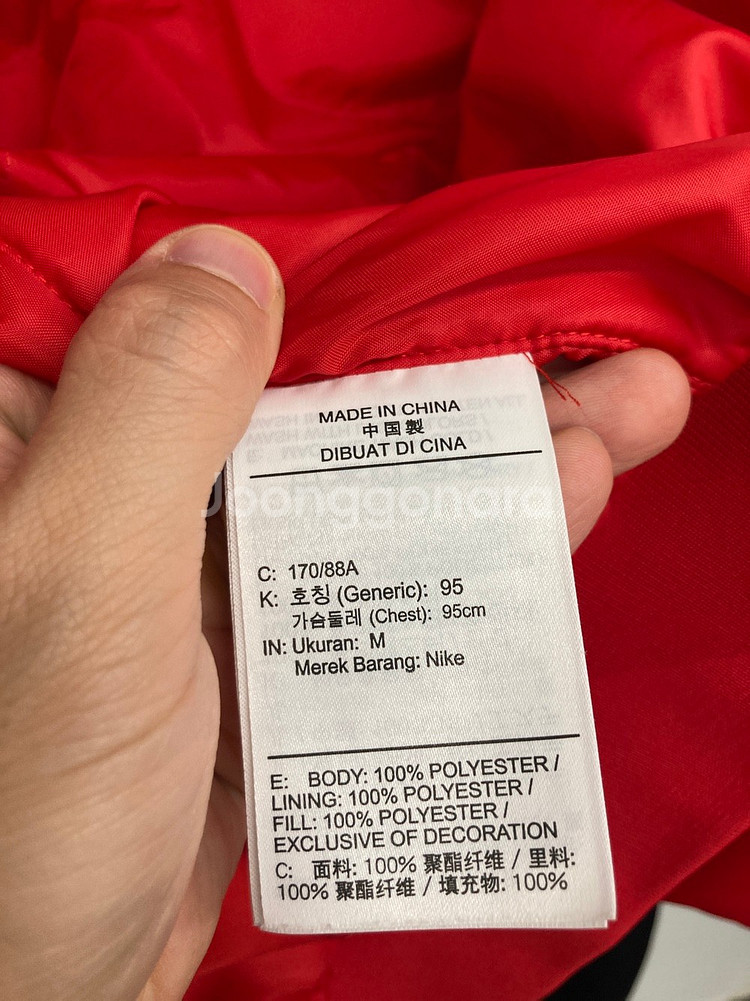 MADE IN CHINA
中国製
DIBUAT DI CINA
Joonggonara
C: 170/88A
K: 호칭 (Generic): 95
가슴둘레 (Chest): 95cm
IN: Ukuran: M
Merek Barang: Nike
E: BODY: 100% POLYESTER /
LINING: 100% POLYESTER /
FILL: 100% POLYESTER /
EXCLUSIVE OF DECORATION
C: 面料: 100% 聚酯纤维 / 里料:
100% 聚酯纤维 / 填充物: 100%